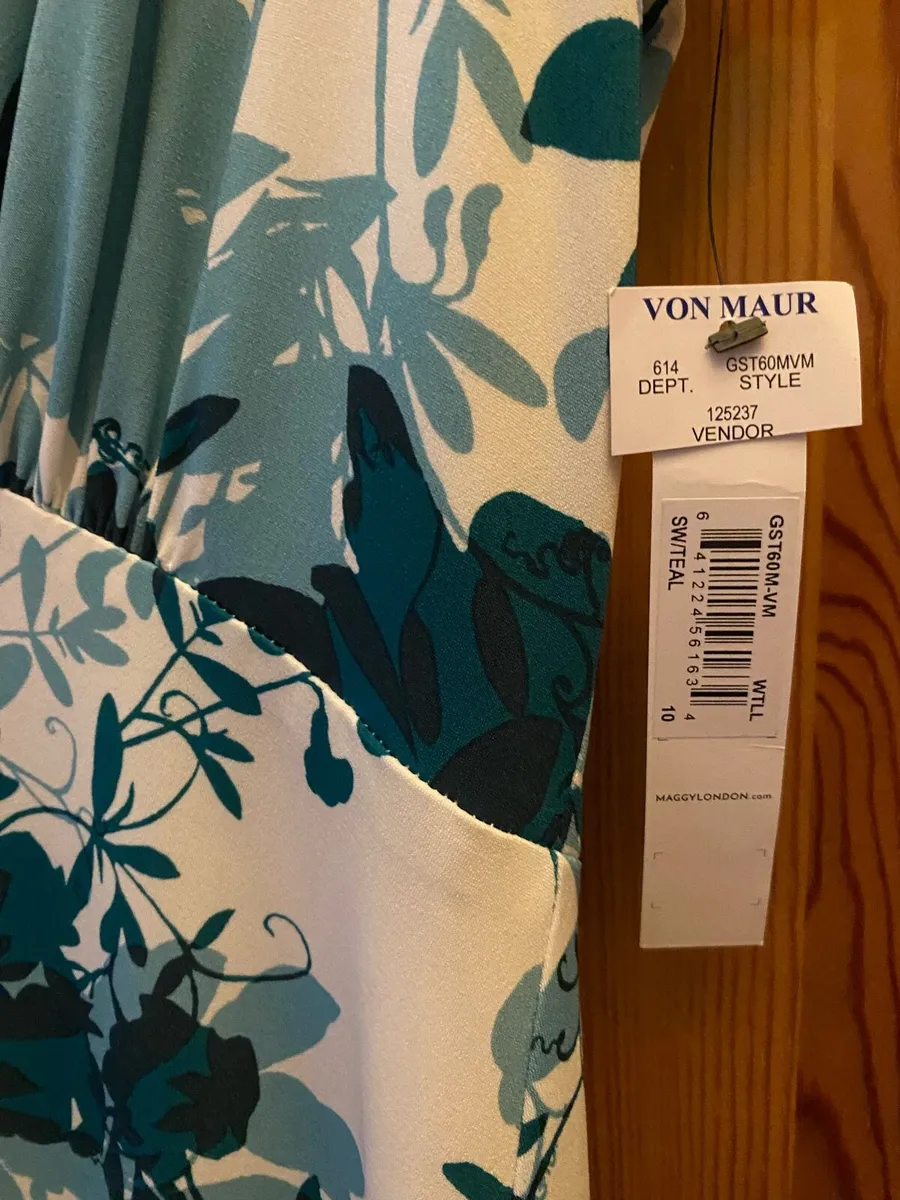 VON MAUR
614 GST60MVM
DEPT. STYLE
125237
VENDOR
GST60M-VM WTLL
6 41224 56163 4
SW/TEAL 10
MAGGYLONDON.com